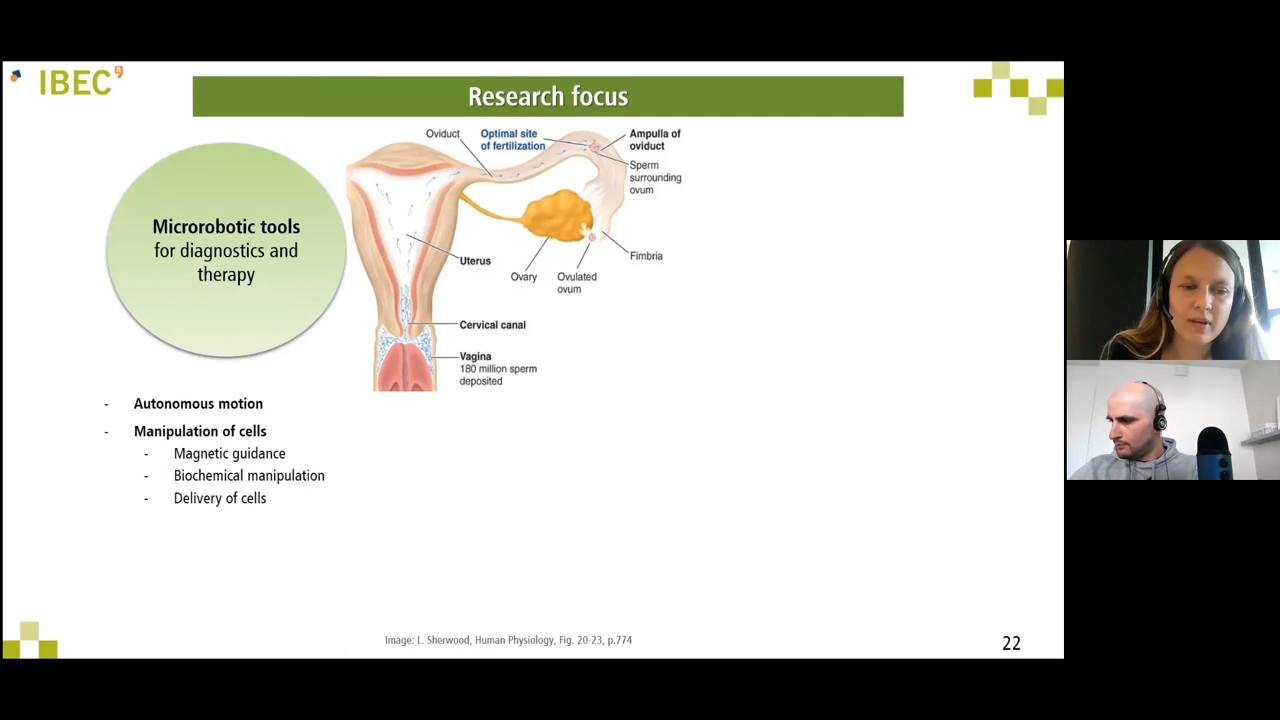 IBEC
Research focus
Microrobotic tools
for diagnostics and
therapy
Oviduct
Optimal site
of fertilization
Ampulla of
oviduct
Sperm
surrounding
ovum
Fimbria
Uterus
Ovary
Ovulated
ovum
Cervical canal
Vagina
180 million sperm
deposited
- Autonomous motion
- Manipulation of cells
- Magnetic guidance
- Biochemical manipulation
- Delivery of cells
Image: L. Sherwood, Human Physiology, Fig. 20-23, p.774
22